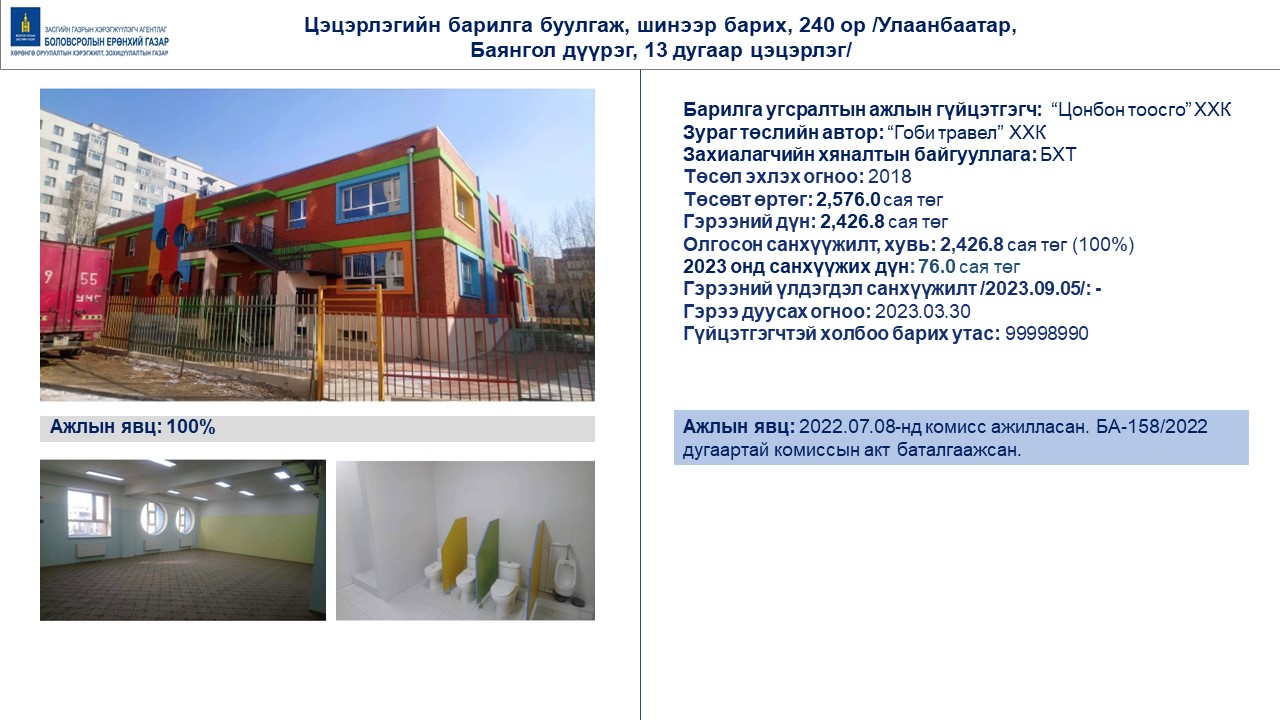 ЗАСГИЙН ГАЗРЫН ХЭРЭГЖҮҮЛЭГЧ АГЕНТЛАГ
БОЛОВСРОЛЫН ЕРӨНХИЙ ГАЗАР
ХӨРӨНГӨ ОРУУЛАЛТЫН ХЭРЭГЖИЛТ, ЗОХИЦУУЛАЛТЫН ГАЗАР
Цэцэрлэгийн барилга буулгаж, шинээр барих, 240 ор /Улаанбаатар,
Баянгол дүүрэг, 13 дугаар цэцэрлэг/
9 55
УНС
Ажлын явц: 100%
Барилга угсралтын ажлын гүйцэтгэгч: “Цонбон тоосго” ХХК
Зураг төслийн автор: “Гоби травел” ХХК
Захиалагчийн хяналтын байгууллага: БХТ
Төсөл эхлэх огноо: 2018
Төсөвт өртөг: 2,576.0 сая төг
Гэрээний дүн: 2,426.8 сая төг
Олгосон санхүүжилт, хувь: 2,426.8 сая төг (100%)
2023 онд санхүүжих дүн: 76.0 сая төг
Гэрээний үлдэгдэл санхүүжилт /2023.09.05/: -
Гэрээ дуусах огноо: 2023.03.30
Гүйцэтгэгчтэй холбоо барих утас: 99998990
Ажлын явц: 2022.07.08-нд комисс ажилласан. БА-158/2022
дугаартай комиссын акт баталгаажсан.